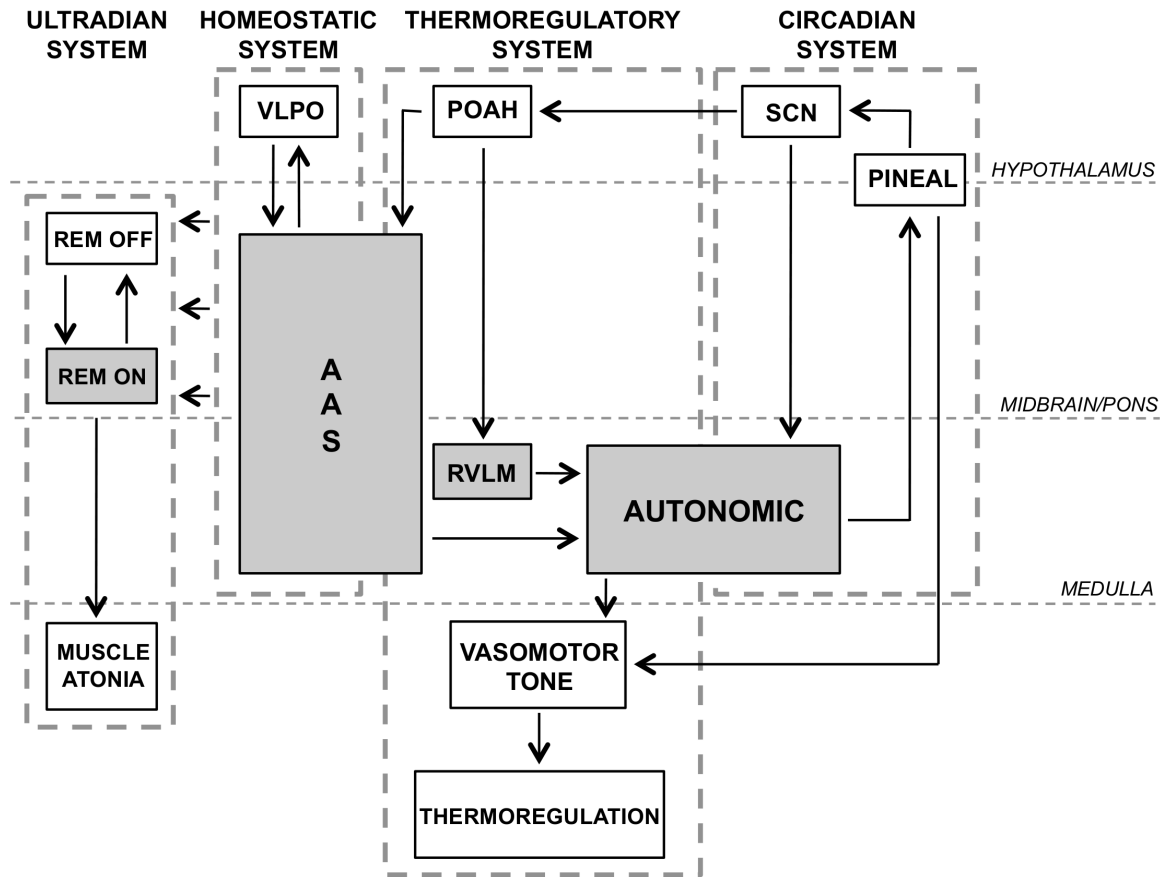 ULTRADIAN
SYSTEM
HOMEOSTATIC
SYSTEM
THERMOREGULATORY
SYSTEM
CIRCADIAN
SYSTEM
VLPO
POAH
SCN
PINEAL
HYPOTHALAMUS
REM OFF
REM ON
A
A
S
MIDBRAIN/PONS
RVLM
AUTONOMIC
MEDULLA
MUSCLE
ATONIA
VASOMOTOR
TONE
THERMOREGULATION